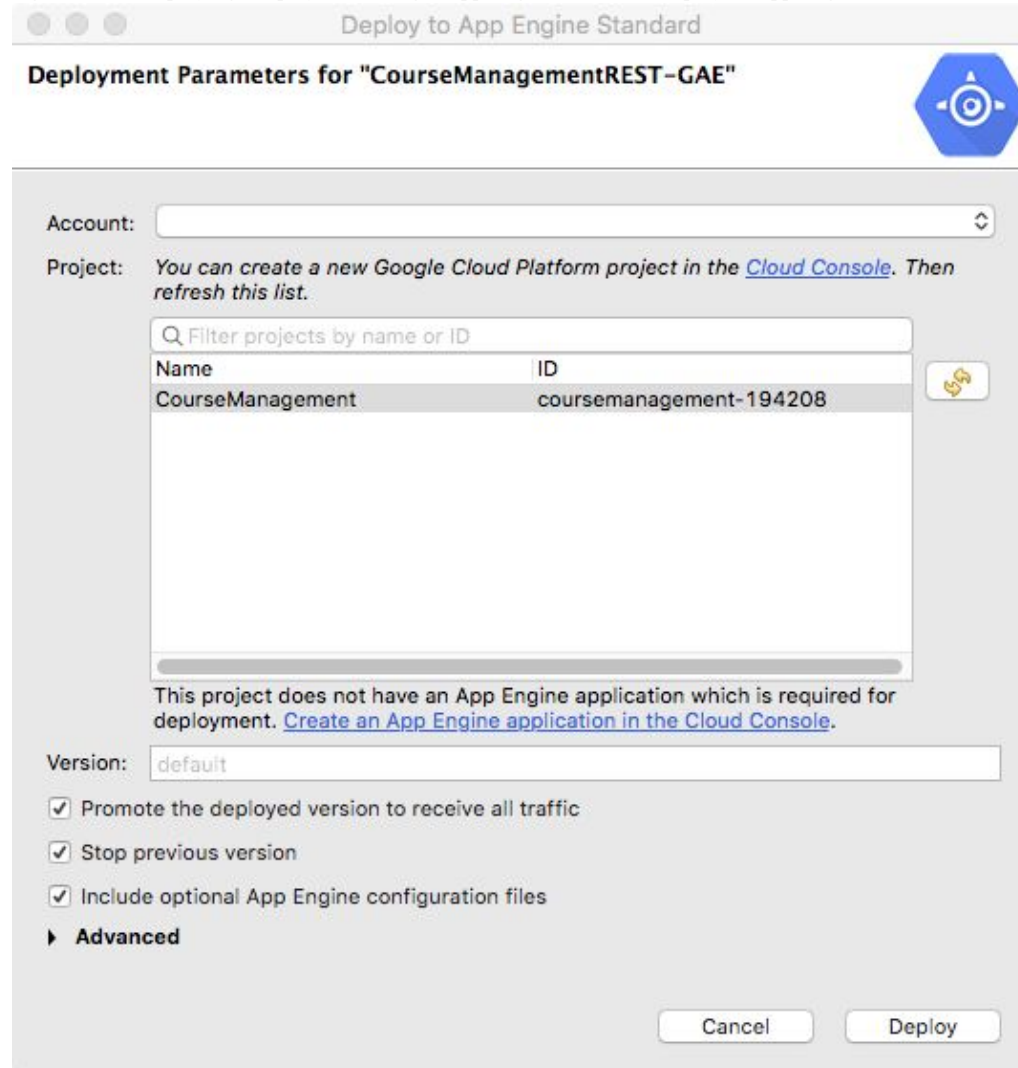 Deploy to App Engine Standard
Deployment Parameters for "CourseManagementREST-GAE"
Account:
Project: You can create a new Google Cloud Platform project in the Cloud Console. Then
refresh this list.
Filter projects by name or ID
Name ID
CourseManagement coursemanagement-194208
This project does not have an App Engine application which is required for
deployment. Create an App Engine application in the Cloud Console.
Version: default
Promote the deployed version to receive all traffic
Stop previous version
Include optional App Engine configuration files
Advanced
Cancel Deploy